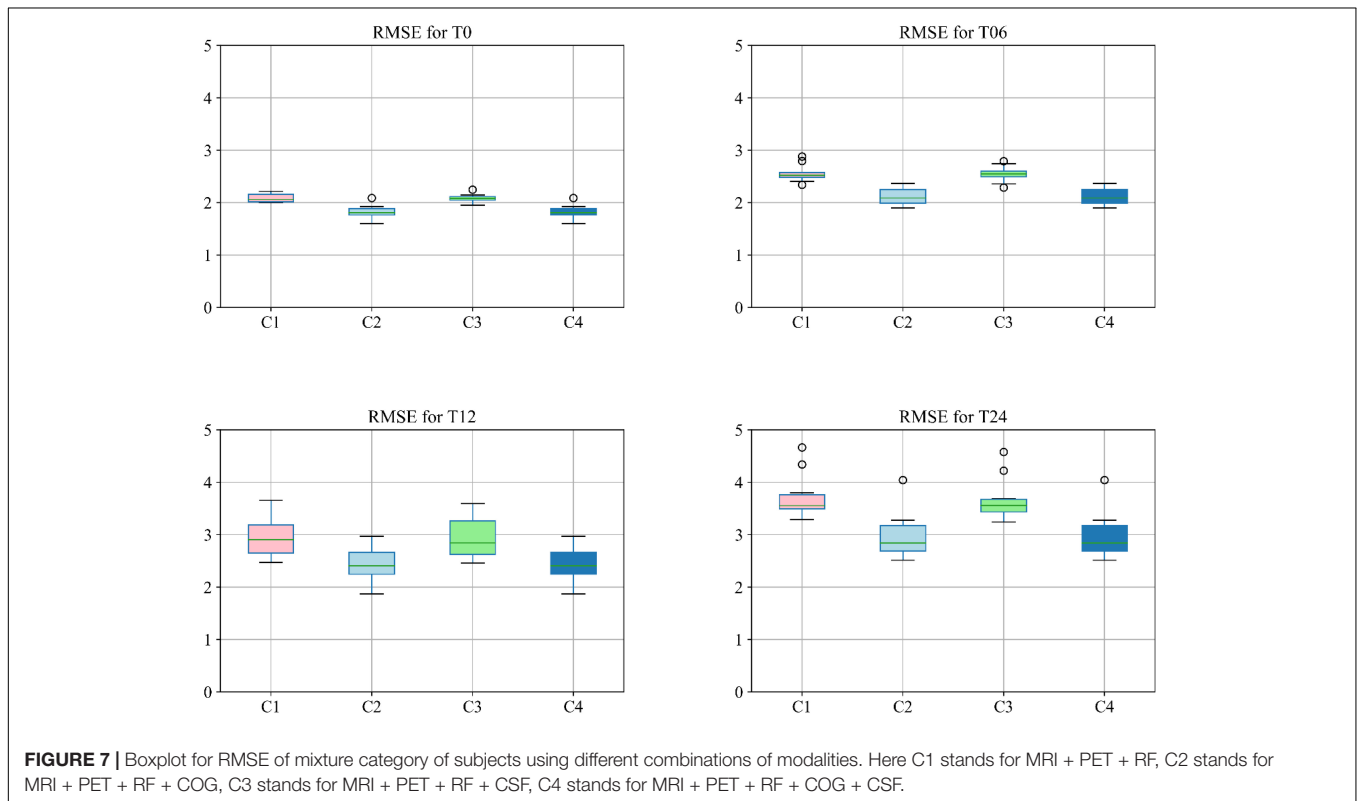 RMSE for T0
5
4
3
2
1
0
C1 C2 C3 C4
RMSE for T06
5
4
3
2
1
0
C1 C2 C3 C4
RMSE for T12
5
4
3
2
1
0
C1 C2 C3 C4
RMSE for T24
5
4
3
2
1
0
C1 C2 C3 C4
FIGURE 7 | Boxplot for RMSE of mixture category of subjects using different combinations of modalities. Here C1 stands for MRI + PET + RF, C2 stands for
MRI + PET + RF + COG, C3 stands for MRI + PET + RF + CSF, C4 stands for MRI + PET + RF + COG + CSF.